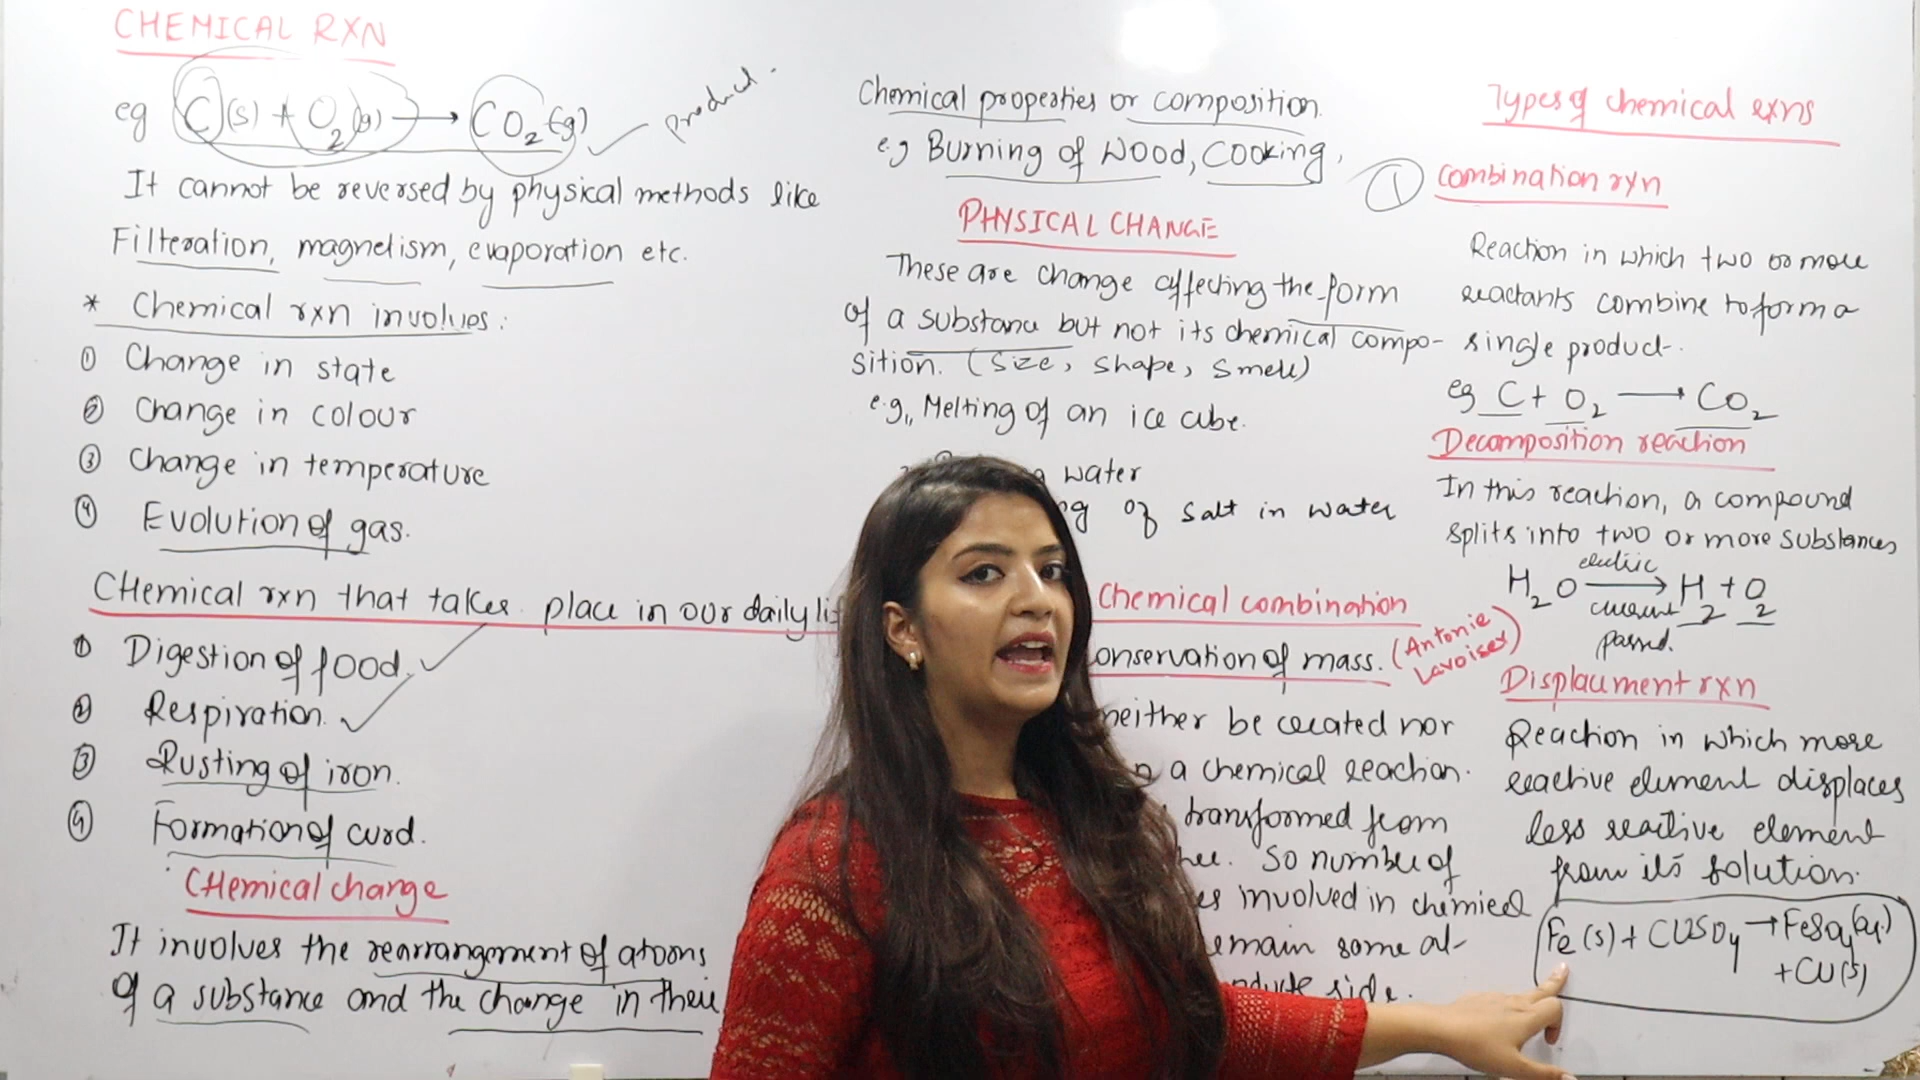 CHEMICAL RXN
eg C(s) + O2(g) → CO2(g)
product.
It cannot be reversed by physical methods like
Filteration, magnetism, evaporation etc.
* Chemical rxn involves:
① Change in state
② Change in colour
③ Change in temperature
④ Evolution of gas.
CHemical rxn that takes place in our daily
① Digestion of food.
② Respiration.
③ Rusting of iron.
④ Formation of curd.
CHemical change
It involves the rearrangement of atoms
of a substance and the change in their
Chemical properties or composition.
e.g Burning of wood, cooking,
PHYSICAL CHANGE
These are change affecting the form
of a substance but not its chemical compo-
sition. (Size, shape, smell)
e.g., Melting of an ice cube.
water
of salt in water
Chemical combination
onservation of mass. (Antonie
Lavoiser)
neither be created nor
a chemical reaction.
transformed from
So number of
involved in chemical
emain same at-
side.
Types of chemical rxns
① Combination rxn
Reaction in which two or more
reactants combine to form a
single product.
eg C + O2 → CO2
Decomposition reaction
In this reaction, a compound
splits into two or more substances
H2O electric current passed. → H2 + O2
Displacement rxn
Reaction in which more
reactive element displaces
less reactive element
from its solution.
Fe(s) + CUSO4 → FeSO4(aq.)
+ CU(s)